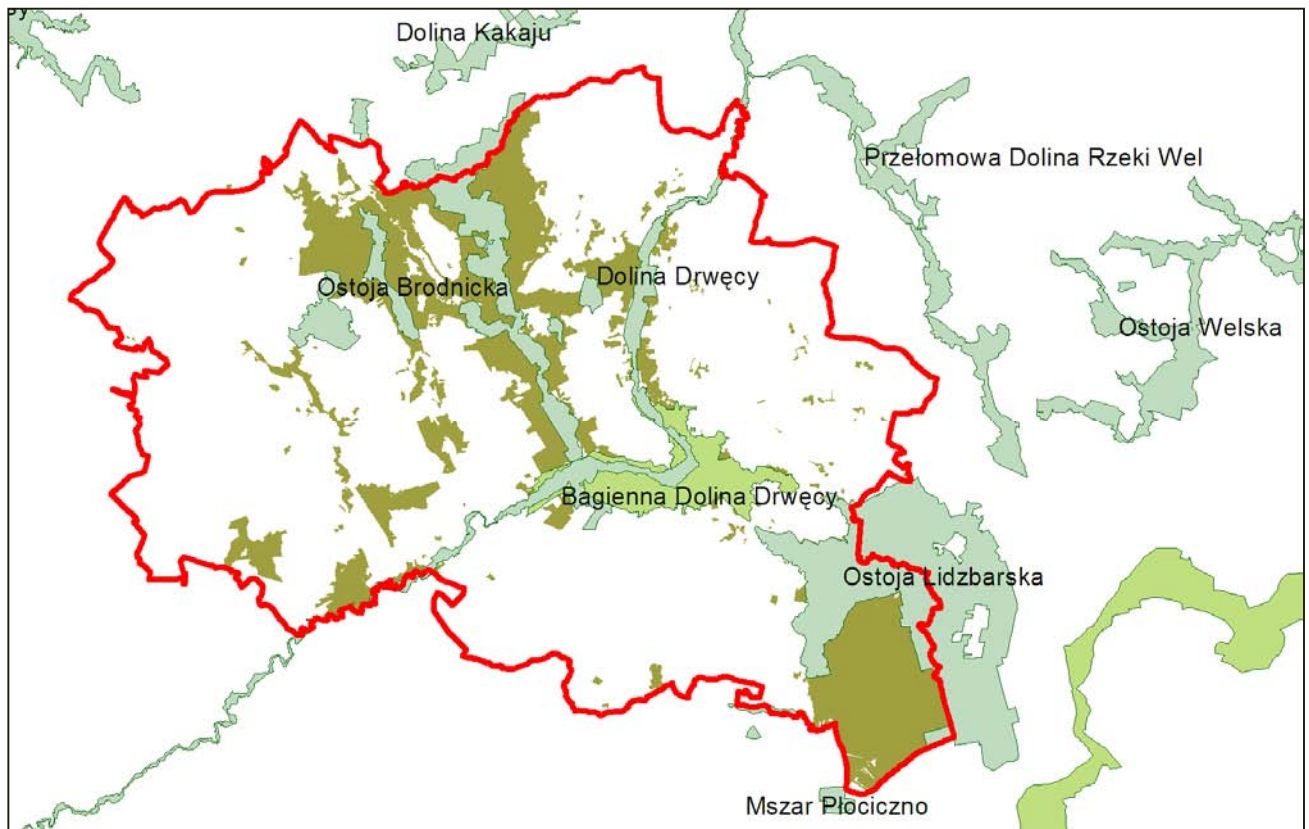 Dolina Kakaju
Przełomowa Dolina Rzeki Wel
Dolina Drwęcy
Ostoja Brodnicka
Ostoja Welska
Bagienna Dolina Drwęcy
Ostoja Lidzbarska
Mszar Płociczno